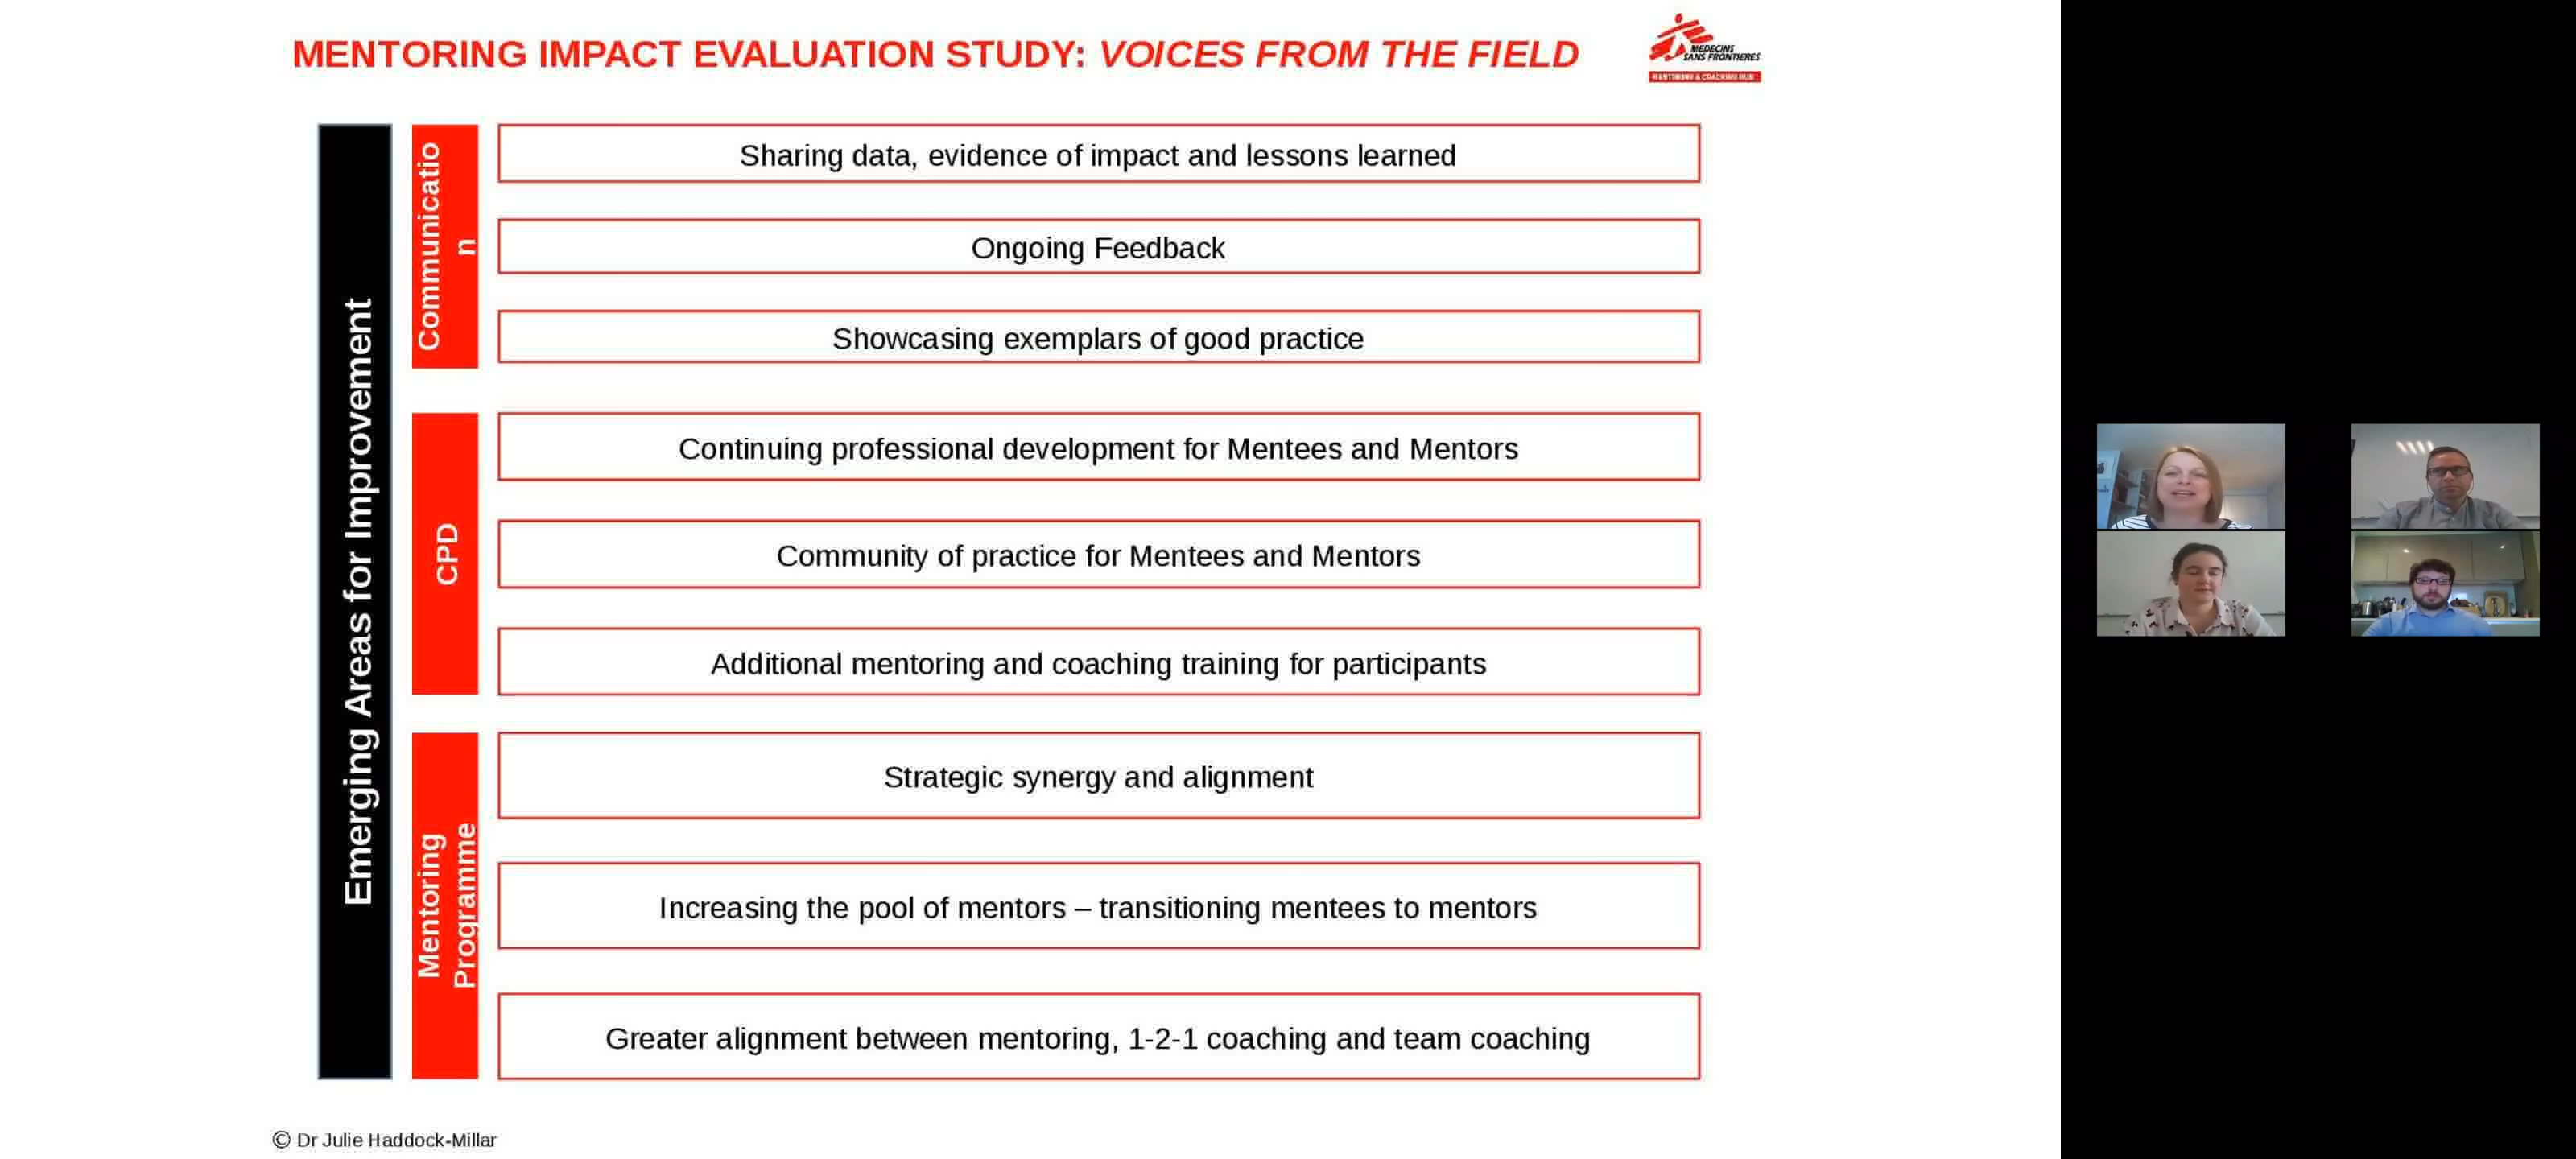 MENTORING IMPACT EVALUATION STUDY: VOICES FROM THE FIELD
MEDECINS
SANS FRONTIERES
MENTORING & COACHING HUB
Emerging Areas for Improvement
Communicatio
n
Sharing data, evidence of impact and lessons learned
Ongoing Feedback
Showcasing exemplars of good practice
CPD
Continuing professional development for Mentees and Mentors
Community of practice for Mentees and Mentors
Additional mentoring and coaching training for participants
Mentoring
Programme
Strategic synergy and alignment
Increasing the pool of mentors – transitioning mentees to mentors
Greater alignment between mentoring, 1-2-1 coaching and team coaching
© Dr Julie Haddock-Millar